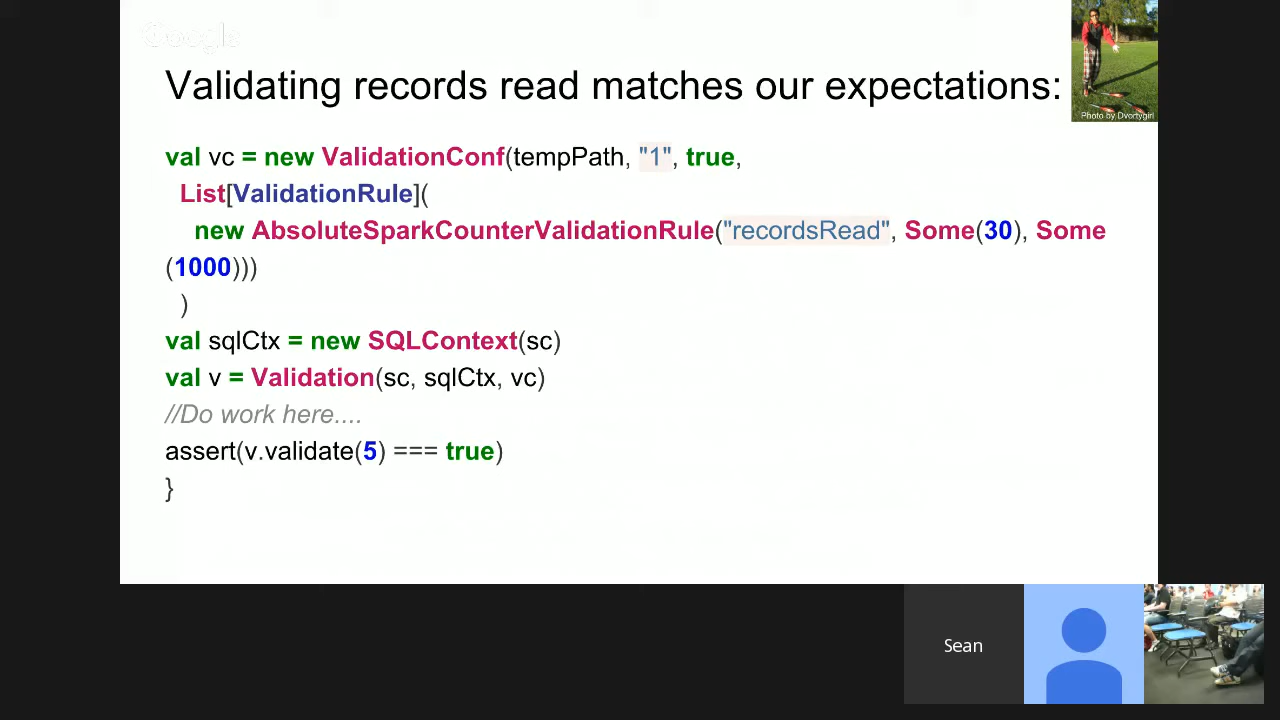 Google
Validating records read matches our expectations:
Photo by Dvortygirl
val vc = new ValidationConf(tempPath, "1", true,
List[ValidationRule](
new AbsoluteSparkCounterValidationRule("recordsRead", Some(30), Some
(1000)))
)
val sqlCtx = new SQLContext(sc)
val v = Validation(sc, sqlCtx, vc)
//Do work here....
assert(v.validate(5) === true)
}
Sean